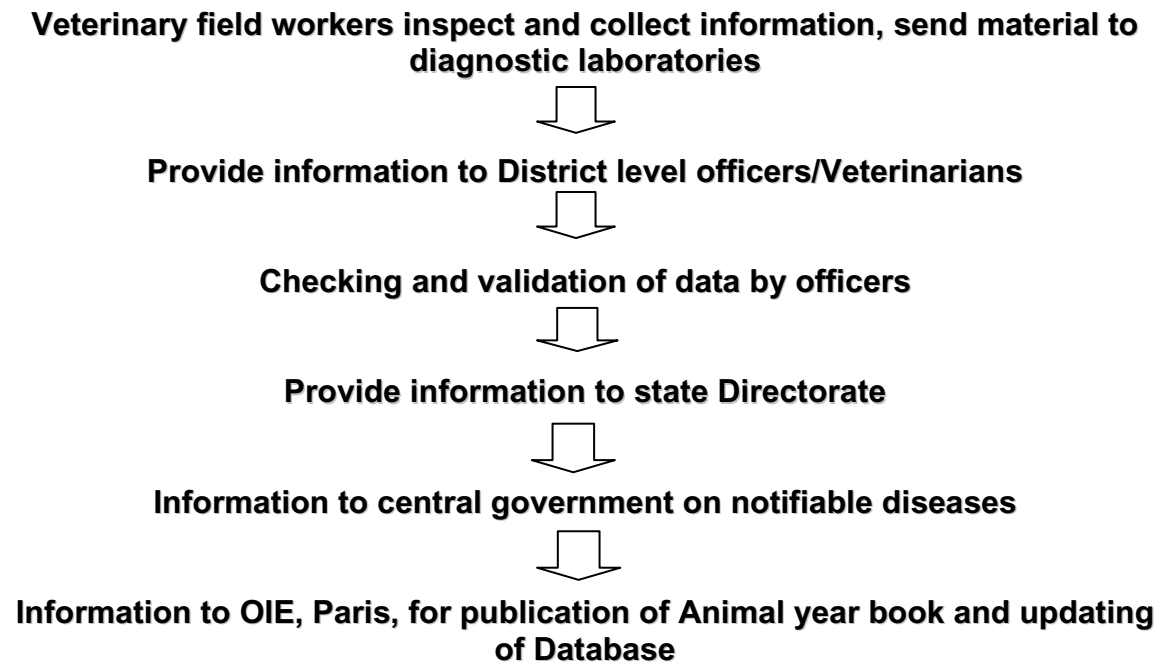 Veterinary field workers inspect and collect information, send material to
diagnostic laboratories
Provide information to District level officers/Veterinarians
Checking and validation of data by officers
Provide information to state Directorate
Information to central government on notifiable diseases
Information to OIE, Paris, for publication of Animal year book and updating
of Database